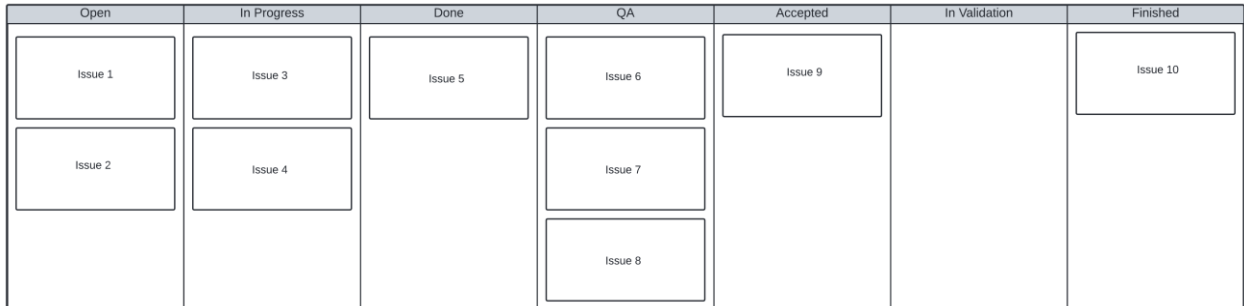 Open In Progress Done QA Accepted In Validation Finished
Issue 1 Issue 3 Issue 5 Issue 6 Issue 9 Issue 10
Issue 2 Issue 4 Issue 7
Issue 8